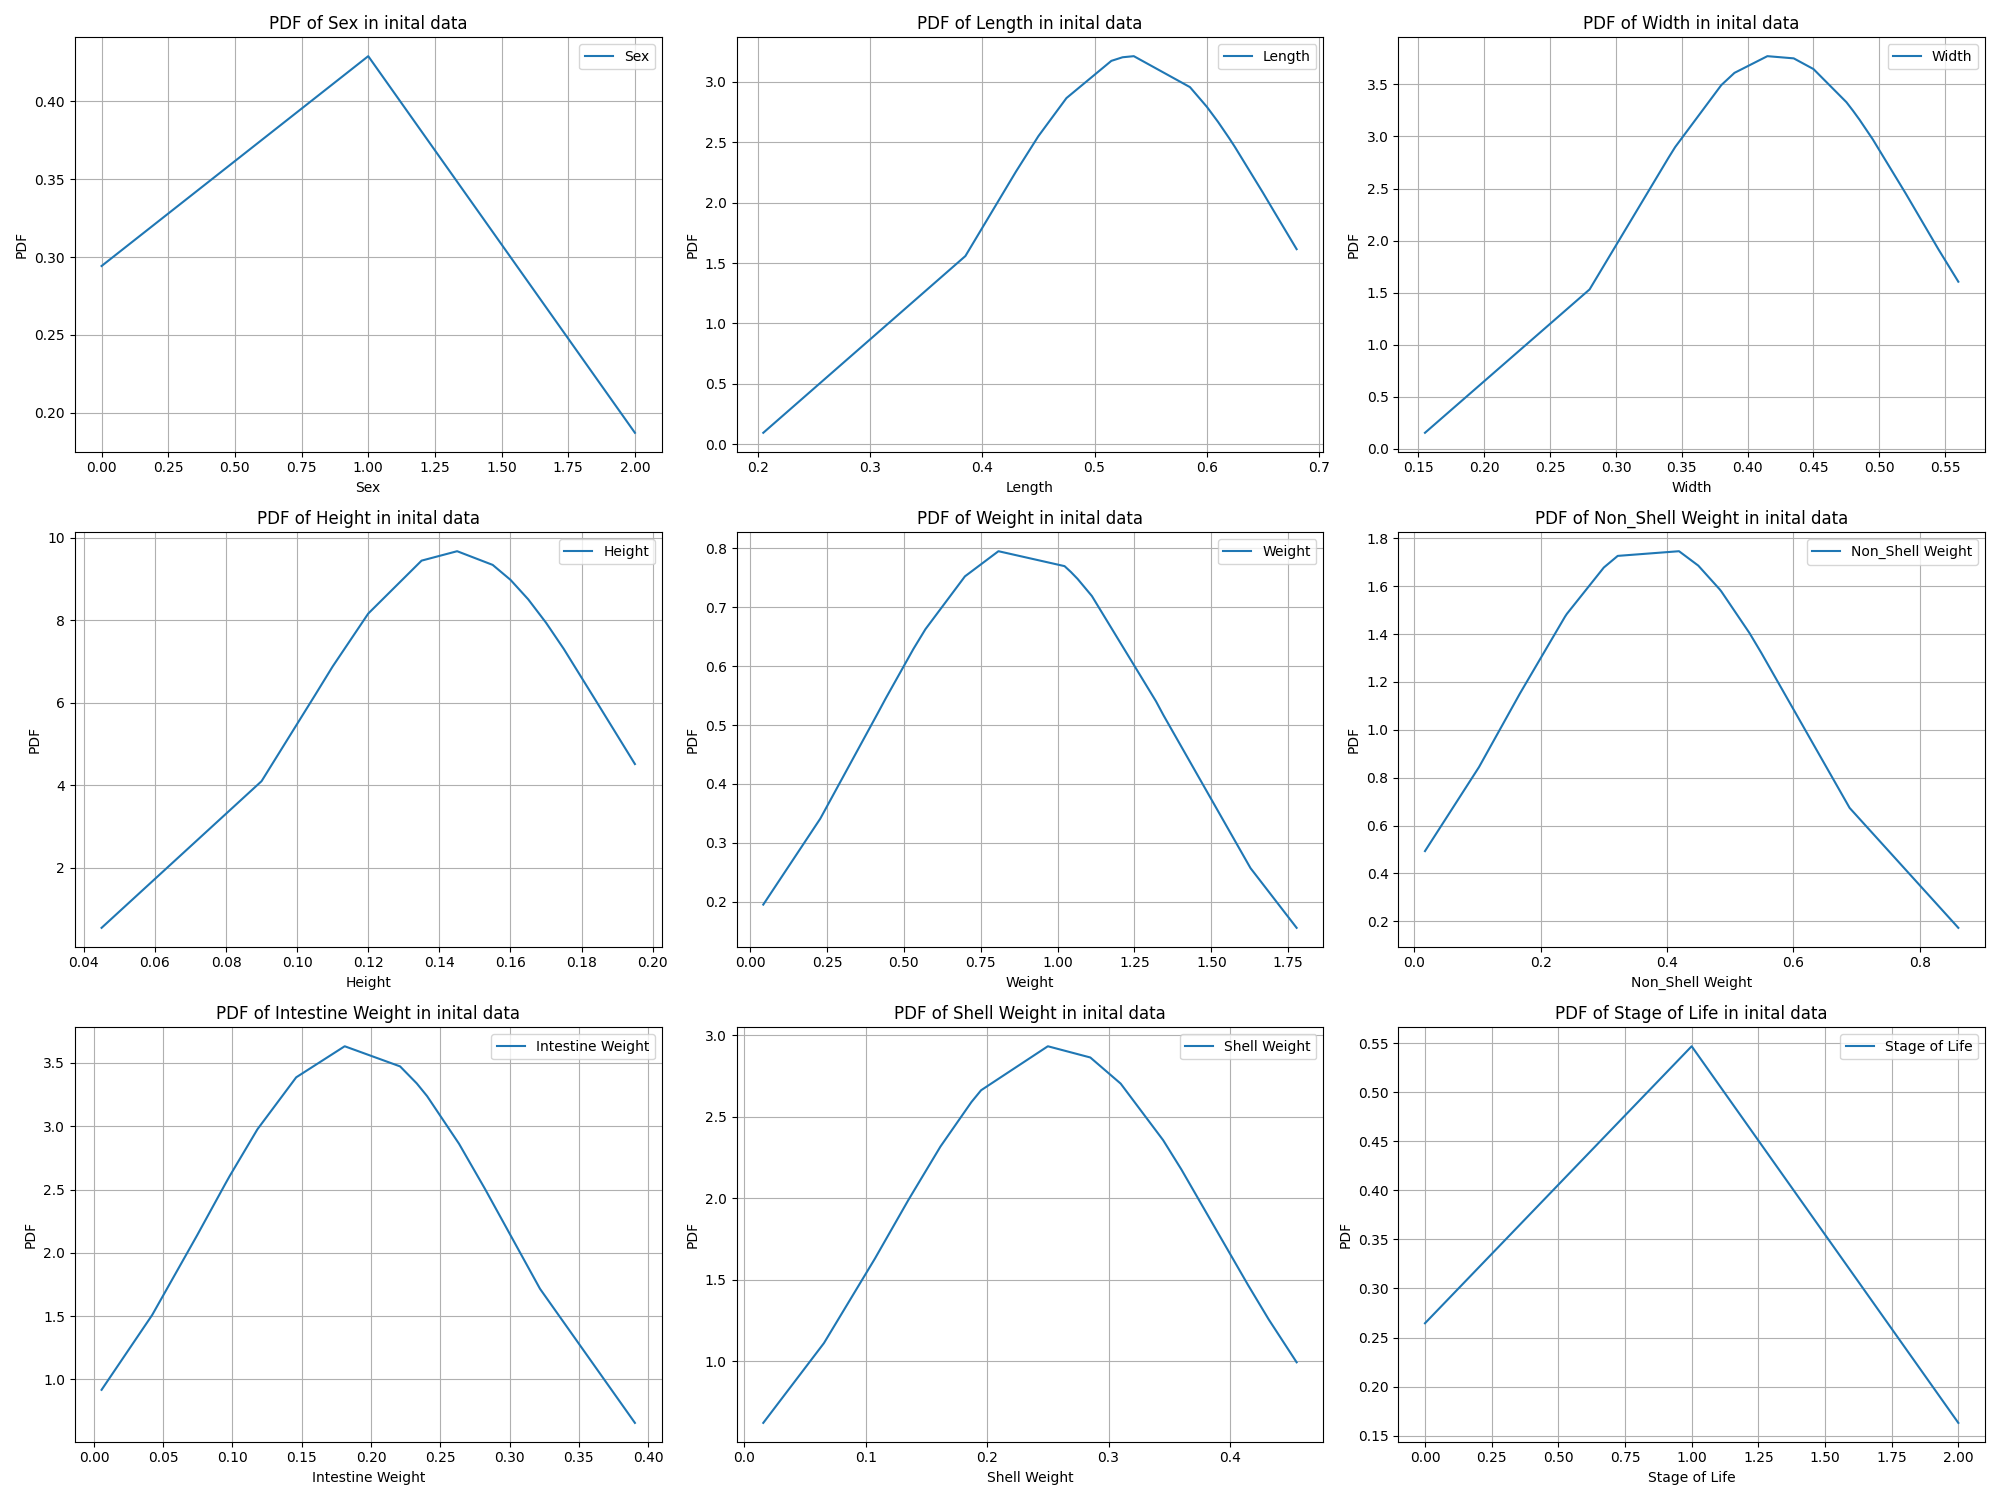 PDF of Sex in inital data
Sex
PDF
0.40
0.35
0.30
0.25
0.20
0.00 0.25 0.50 0.75 1.00 1.25 1.50 1.75 2.00
Sex
PDF of Length in inital data
Length
PDF
3.0
2.5
2.0
1.5
1.0
0.5
0.0
0.2 0.3 0.4 0.5 0.6 0.7
Length
PDF of Width in inital data
Width
PDF
3.5
3.0
2.5
2.0
1.5
1.0
0.5
0.0
0.15 0.20 0.25 0.30 0.35 0.40 0.45 0.50 0.55
Width
PDF of Height in inital data
Height
PDF
10
8
6
4
2
0.04 0.06 0.08 0.10 0.12 0.14 0.16 0.18 0.20
Height
PDF of Weight in inital data
Weight
PDF
0.8
0.7
0.6
0.5
0.4
0.3
0.2
0.00 0.25 0.50 0.75 1.00 1.25 1.50 1.75
Weight
PDF of Non_Shell Weight in inital data
Non_Shell Weight
PDF
1.8
1.6
1.4
1.2
1.0
0.8
0.6
0.4
0.2
0.0 0.2 0.4 0.6 0.8
Non_Shell Weight
PDF of Intestine Weight in inital data
Intestine Weight
PDF
3.5
3.0
2.5
2.0
1.5
1.0
0.00 0.05 0.10 0.15 0.20 0.25 0.30 0.35 0.40
Intestine Weight
PDF of Shell Weight in inital data
Shell Weight
PDF
3.0
2.5
2.0
1.5
1.0
0.0 0.1 0.2 0.3 0.4
Shell Weight
PDF of Stage of Life in inital data
Stage of Life
PDF
0.55
0.50
0.45
0.40
0.35
0.30
0.25
0.20
0.15
0.00 0.25 0.50 0.75 1.00 1.25 1.50 1.75 2.00
Stage of Life